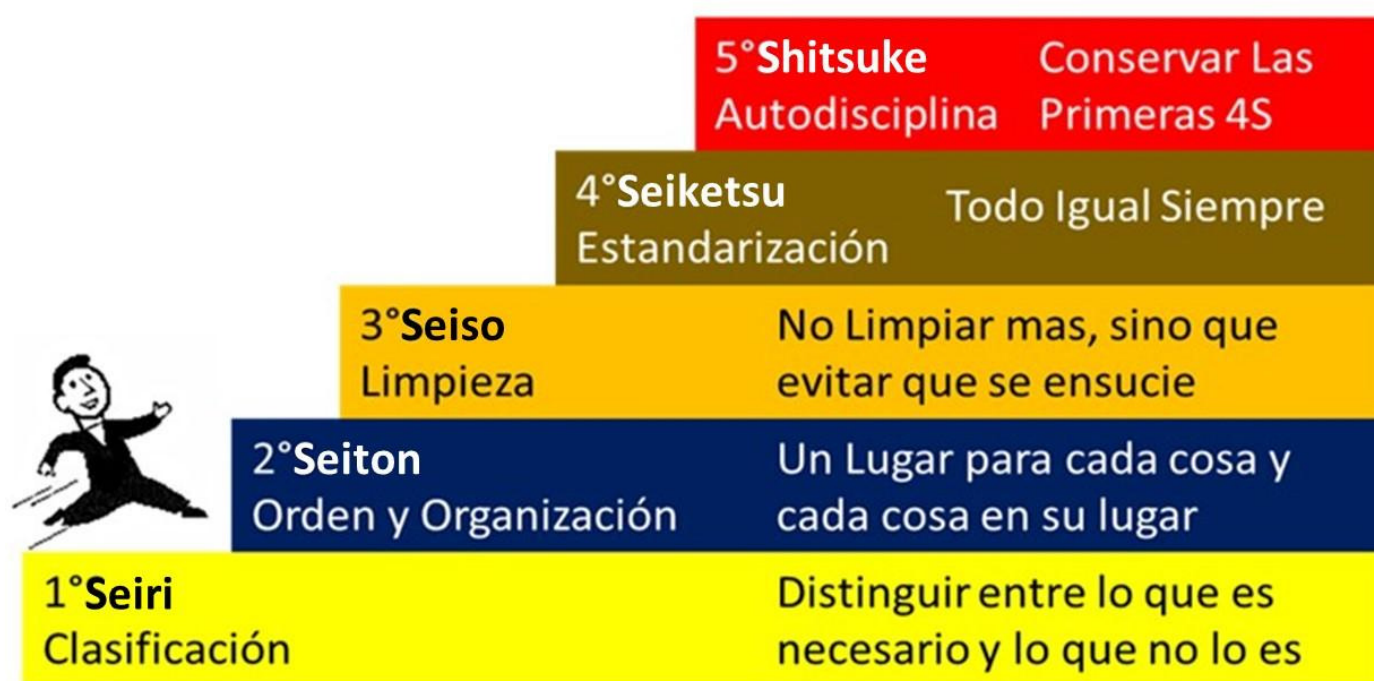 5°Shitsuke
Autodisciplina
Conservar Las
Primeras 4S
4°Seiketsu
Estandarización
Todo Igual Siempre
3°Seiso
Limpieza
No Limpiar mas, sino que
evitar que se ensucie
2°Seiton
Orden y Organización
Un Lugar para cada cosa y
cada cosa en su lugar
1°Seiri
Clasificación
Distinguir entre lo que es
necesario y lo que no lo es